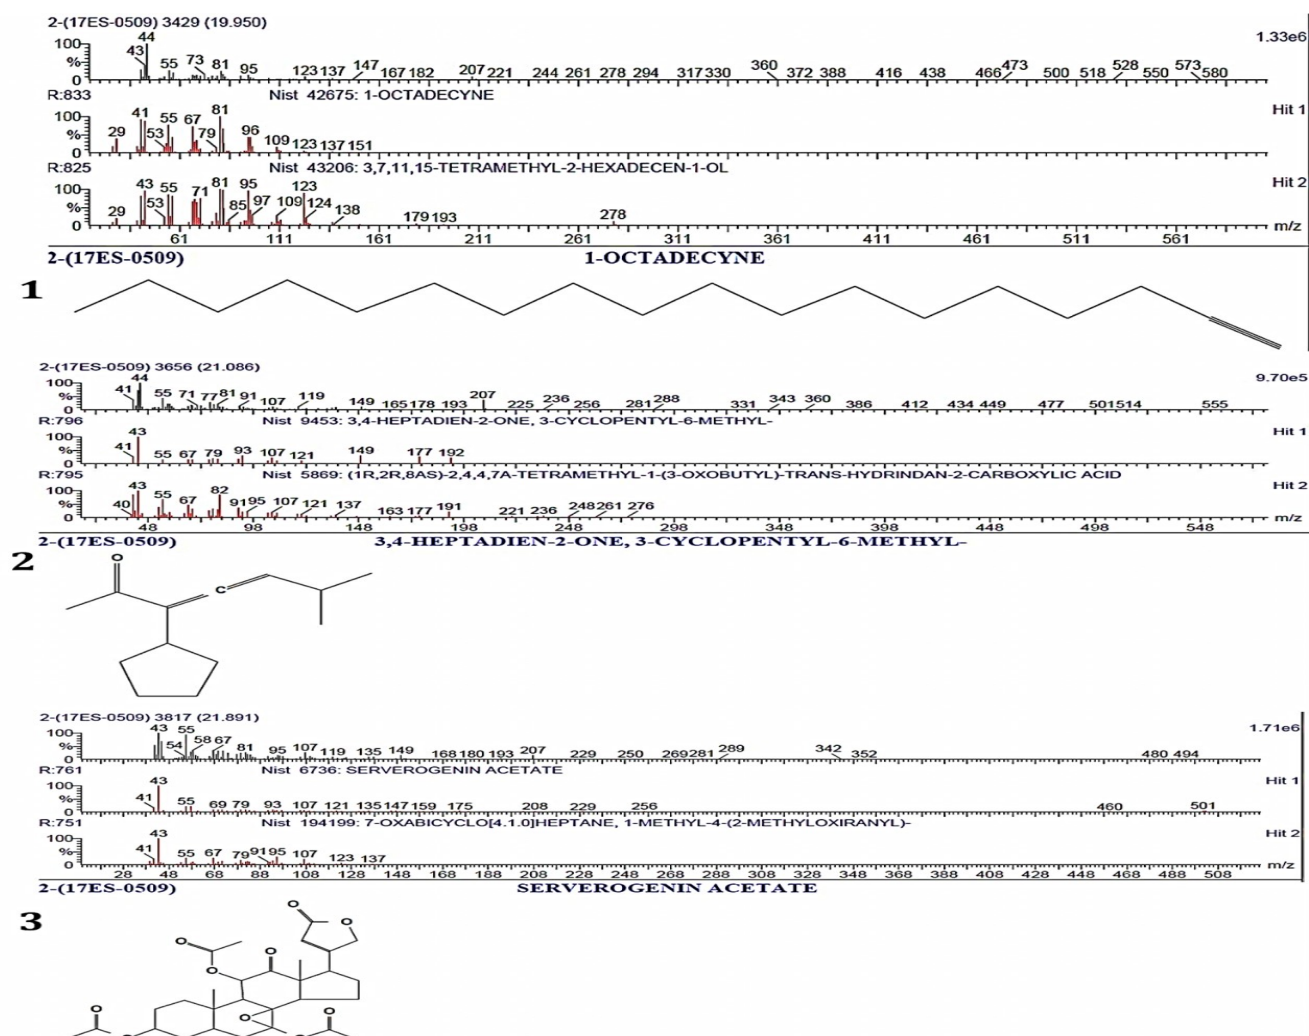 2-(17ES-0509) 3429 (19.950)
1.33e6
100
%
0
43 44 55 73 81 95 123 137 147 167 182 207 221 244 261 278 294 317 330 360 372 388 416 438 466 473 500 518 528 550 573 580
R:833 Nist 42675: 1-OCTADECYNE Hit 1
100
%
0
29 41 53 55 67 79 81 96 109 123 137 151
R:825 Nist 43206: 3,7,11,15-TETRAMETHYL-2-HEXADECEN-1-OL Hit 2
100
%
0
29 43 53 55 71 81 85 95 97 109 123 124 138 179 193 278
m/z
61 111 161 211 261 311 361 411 461 511 561
2-(17ES-0509) 1-OCTADECYNE
1
2-(17ES-0509) 3656 (21.086)
9.70e5
100
%
0
41 44 55 71 77 81 91 107 119 149 165 178 193 207 225 236 256 281 288 331 343 360 386 412 434 449 477 501 514 555
R:796 Nist 9453: 3,4-HEPTADIEN-2-ONE, 3-CYCLOPENTYL-6-METHYL- Hit 1
100
%
0
41 43 55 67 79 93 107 121 149 177 192
R:795 Nist 5869: (1R,2R,8AS)-2,4,4,7A-TETRAMETHYL-1-(3-OXOBUTYL)-TRANS-HYDRINDAN-2-CARBOXYLIC ACID Hit 2
100
%
0
40 43 55 67 82 91 95 107 121 137 163 177 191 221 236 248 261 276
m/z
48 98 148 198 248 298 348 398 448 498 548
2-(17ES-0509) 3,4-HEPTADIEN-2-ONE, 3-CYCLOPENTYL-6-METHYL-
2
O
C
2-(17ES-0509) 3817 (21.891)
1.71e6
100
%
0
43 54 55 58 67 81 95 107 119 135 149 168 180 193 207 229 250 269 281 289 342 352 480 494
R:761 Nist 6736: SERVEROGENIN ACETATE Hit 1
100
%
0
41 43 55 69 79 93 107 121 135 147 159 175 208 229 256 460 501
R:751 Nist 194199: 7-OXABICYCLO[4.1.0]HEPTANE, 1-METHYL-4-(2-METHYLOXIRANYL)- Hit 2
100
%
0
41 43 55 67 79 91 95 107 123 137
m/z
28 48 68 88 108 128 148 168 188 208 228 248 268 288 308 328 348 368 388 408 428 448 468 488 508
2-(17ES-0509) SERVEROGENIN ACETATE
3
O
O
O
O
O
O
O
O